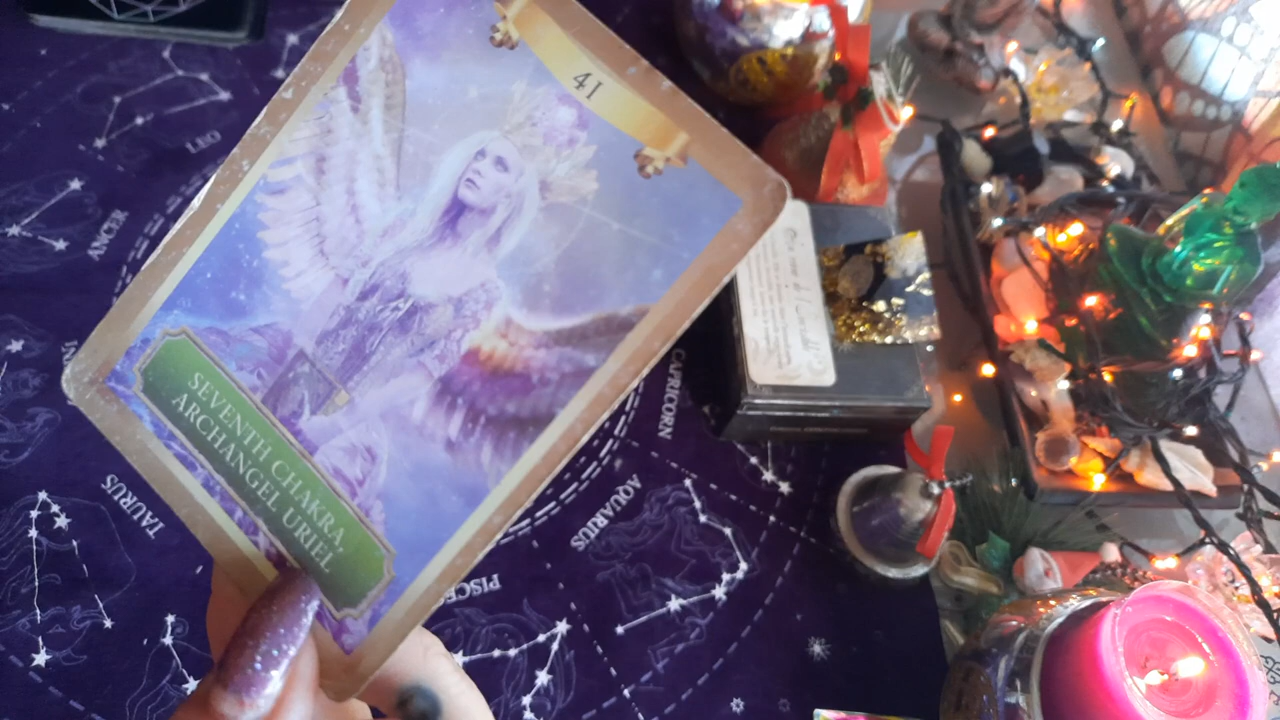 41
SEVENTH CHAKRA,
ARCHANGEL URIEL
LEO
CANCER
TAURUS
CAPRICORN
AQUARIUS
PISCES